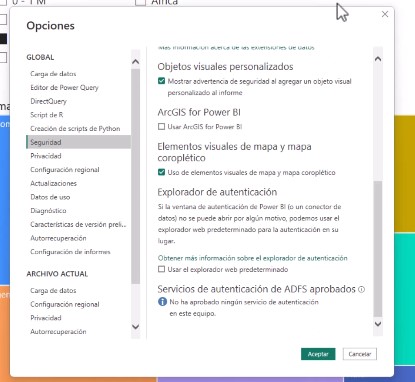 0 - 1 M
África
Opciones
GLOBAL
Carga de datos
Editor de Power Query
DirectQuery
Script de R
Creación de scripts de Python
Seguridad
Privacidad
Configuración regional
Actualizaciones
Datos de uso
Diagnóstico
Características de versión preli...
Autorrecuperación
Configuración de informes
ARCHIVO ACTUAL
Carga de datos
Configuración regional
Privacidad
Autorrecuperación
Más información acerca de las extensiones de datos
Objetos visuales personalizados
Mostrar advertencia de seguridad al agregar un objeto visual
personalizado al informe
ArcGIS for Power BI
Usar ArcGIS for Power BI
Elementos visuales de mapa y mapa
coroplético
Uso de elementos visuales de mapa y mapa coroplético
Explorador de autenticación
Si la ventana de autenticación de Power BI (o un conector de
datos) no se puede abrir por algún motivo, podemos usar el
explorador web predeterminado para la autenticación en su
lugar.
Obtener más información sobre el explorador de autenticación
Usar el explorador web predeterminado
Servicios de autenticación de ADFS aprobados
No ha aprobado ningún servicio de autenticación
en este equipo.
Aceptar
Cancelar